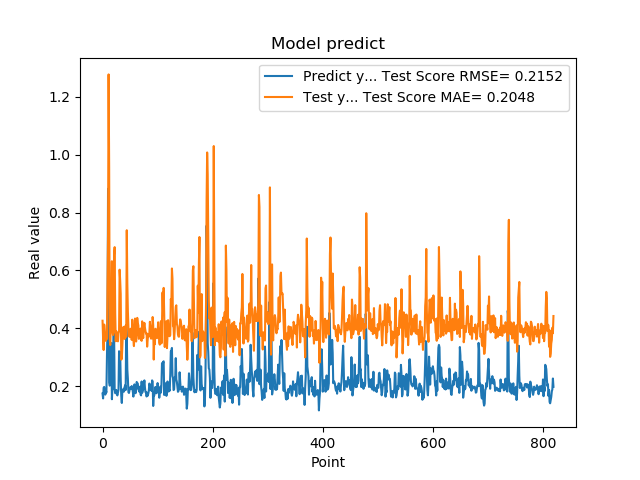 Model predict
Predict y... Test Score RMSE= 0.2152
Test y... Test Score MAE= 0.2048
Real value
1.2
1.0
0.8
0.6
0.4
0.2
0
200
400
600
800
Point